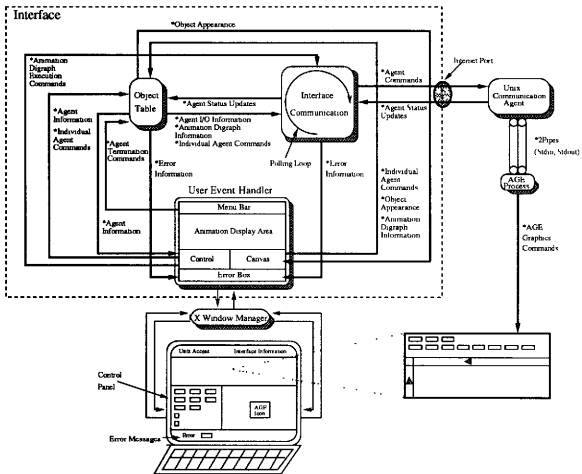 Interface
*Object Appearance
*Animation
Digraph
Execution
Commands
Object
Table
*Agent Status Updates
Interface
Communication
*Agent
Commands
Internet Port
*Agent Status
Updates
Unix
Communication
Agent
*Agent
Information
*Individual
Agent
Commands
*Agent
Termination
Commands
*Agent I/O Information
*Animation Digraph
Information
*Individual Agent Commands
Polling Loop
*2Pipes
(Stdin, Stdout)
AGE
Process
*Error
Information
*Error
Information
*Individual
Agent
Commands
*Object
Appearance
*Animation
Digraph
Information
*Agent
Information
User Event Handler
Menu Bar
Animation Display Area
Control
Canvas
Error Box
*AGE
Graphics
Commands
X Window Manager
Unix Access
Interface Information
Control
Panel
AGE
Icon
Error Messages
Error